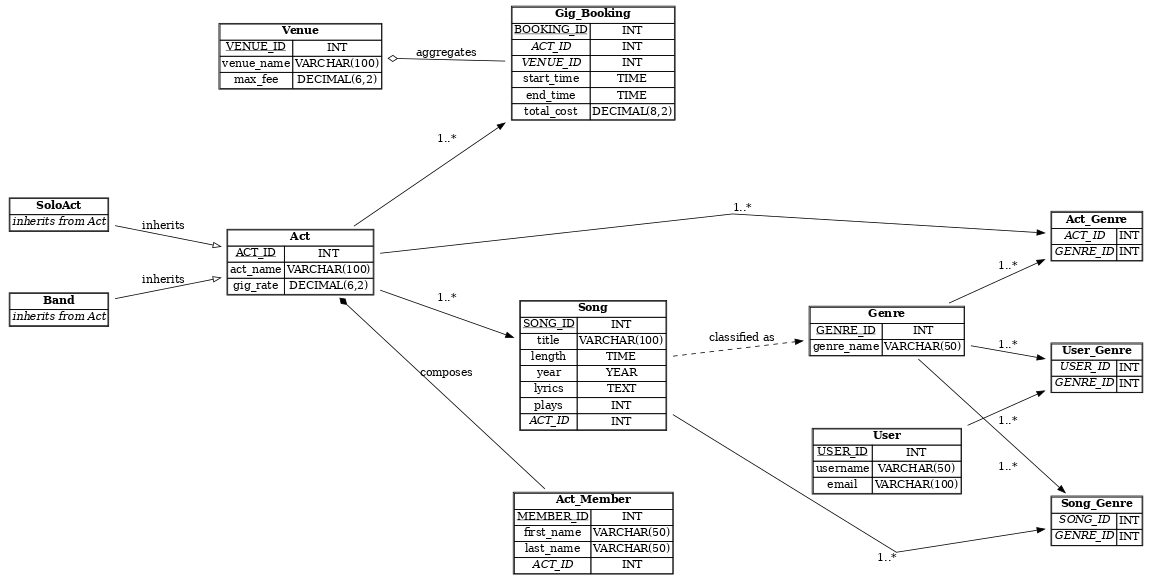 Venue
VENUE_ID INT
venue_name VARCHAR(100)
max_fee DECIMAL(6,2)
aggregates
Gig_Booking
BOOKING_ID INT
ACT_ID INT
VENUE_ID INT
start_time TIME
end_time TIME
total_cost DECIMAL(8,2)
1..*
SoloAct
inherits from Act
inherits
Band
inherits from Act
inherits
Act
ACT_ID INT
act_name VARCHAR(100)
gig_rate DECIMAL(6,2)
1..*
1..*
composes
Song
SONG_ID INT
title VARCHAR(100)
length TIME
year YEAR
lyrics TEXT
plays INT
ACT_ID INT
classified as
Act_Member
MEMBER_ID INT
first_name VARCHAR(50)
last_name VARCHAR(50)
ACT_ID INT
Genre
GENRE_ID INT
genre_name VARCHAR(50)
1..*
1..*
1..*
1..*
User
USER_ID INT
username VARCHAR(50)
email VARCHAR(100)
1..*
Act_Genre
ACT_ID INT
GENRE_ID INT
User_Genre
USER_ID INT
GENRE_ID INT
Song_Genre
SONG_ID INT
GENRE_ID INT